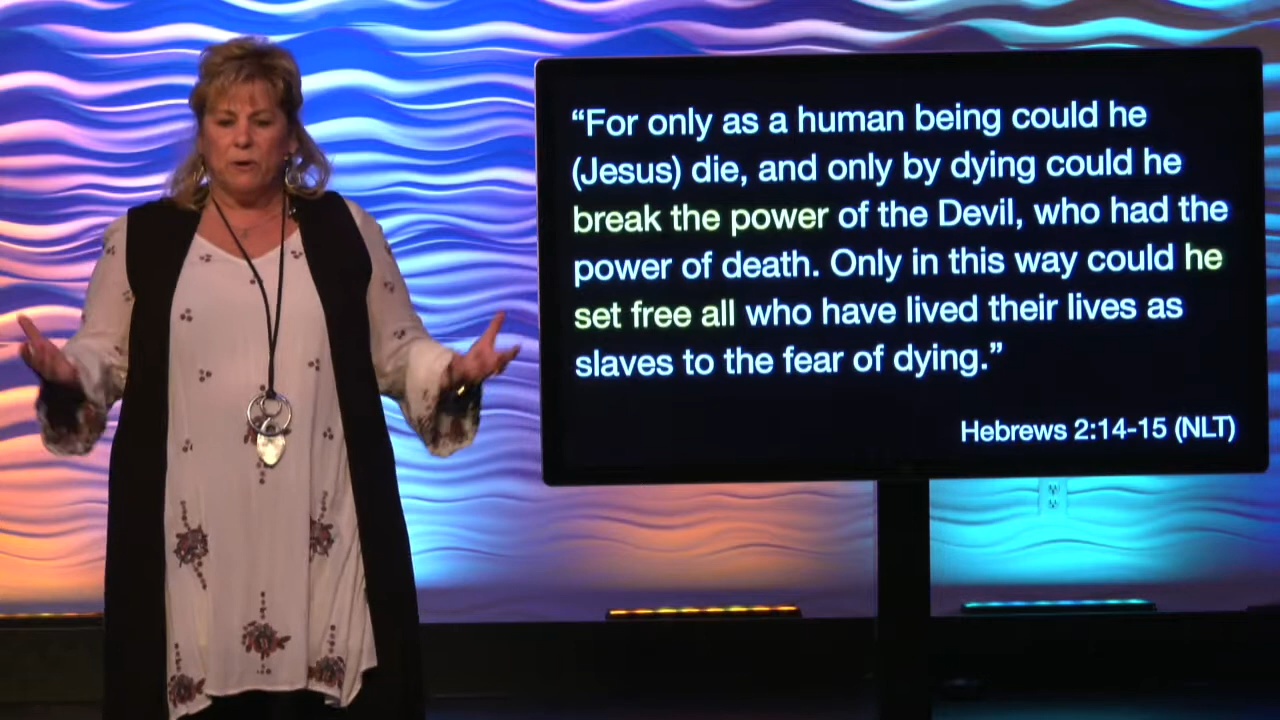 “For only as a human being could he
(Jesus) die, and only by dying could he
break the power of the Devil, who had the
power of death. Only in this way could he
set free all who have lived their lives as
slaves to the fear of dying.”
Hebrews 2:14-15 (NLT)